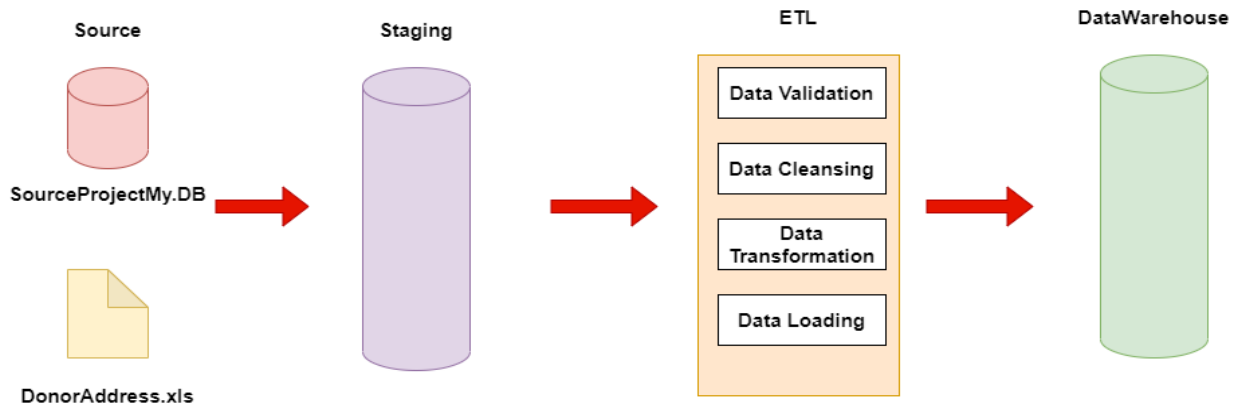 Source
Staging
ETL
DataWarehouse
SourceProjectMy.DB
DonorAddress.xls
Data Validation
Data Cleansing
Data
Transformation
Data Loading